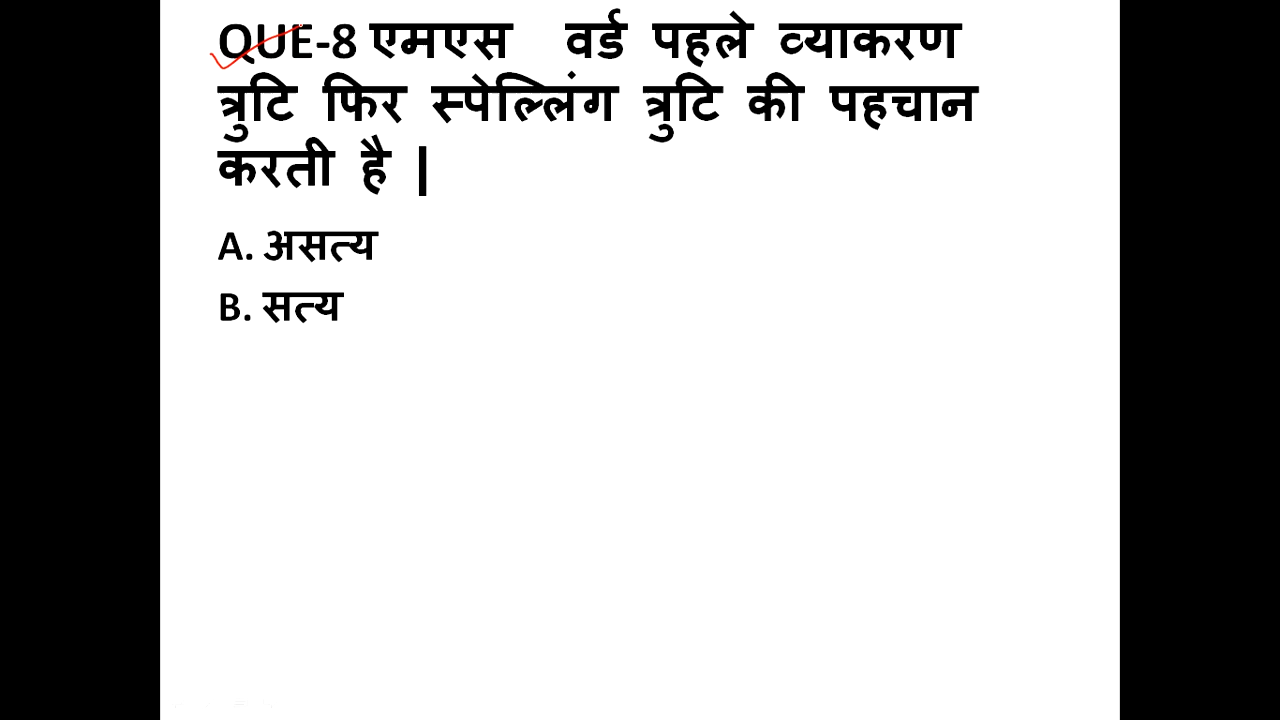 QUE-8 एमएस वर्ड पहले व्याकरण
त्रुटि फिर स्पेल्लिंग त्रुटि की पहचान
करती है |
A. असत्य
B. सत्य